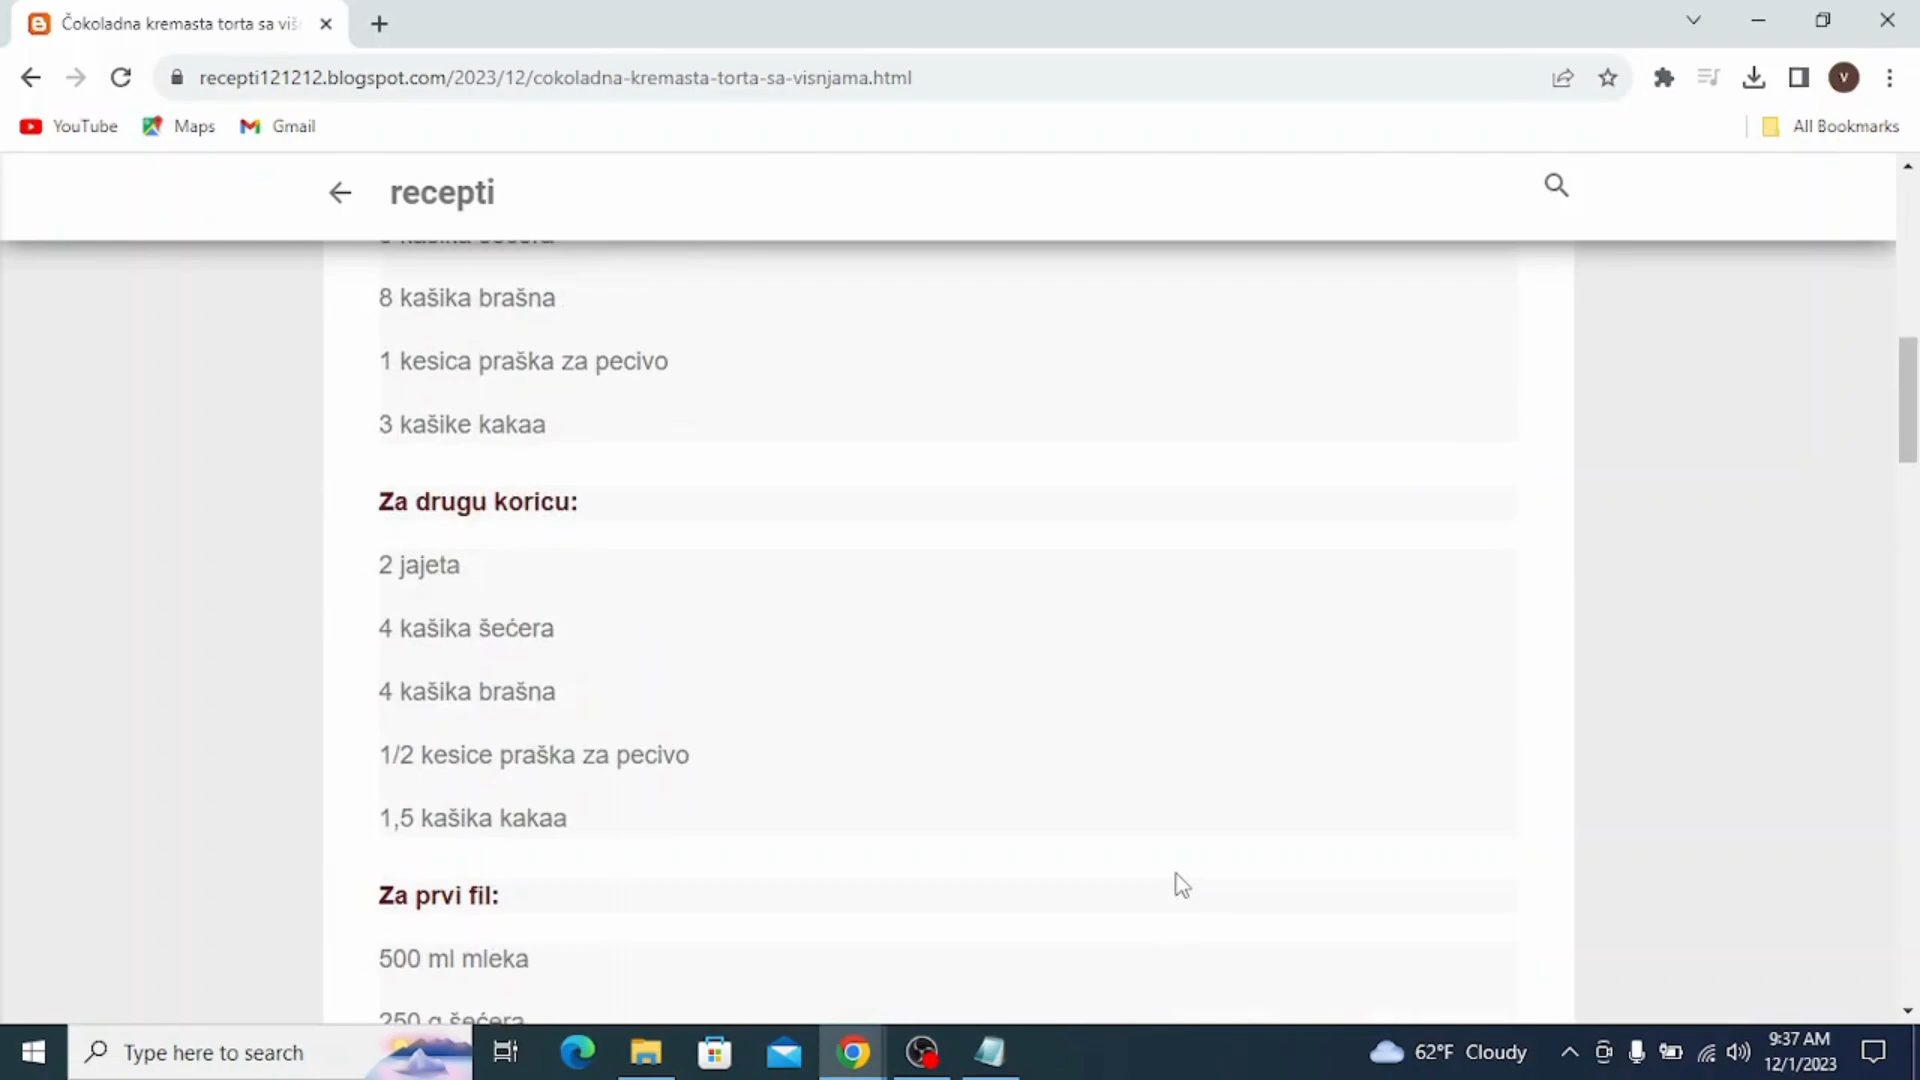 Čokoladna kremasta torta sa viš
recepti121212.blogspot.com/2023/12/cokoladna-kremasta-torta-sa-visnjama.html
V
YouTube
Maps
Gmail
All Bookmarks
recepti
8 kašika brašna
1 kesica praška za pecivo
3 kašike kakaa
Za drugu koricu:
2 jajeta
4 kašika šećera
4 kašika brašna
1/2 kesice praška za pecivo
1,5 kašika kakaa
Za prvi fil:
500 ml mleka
250 g šećera
Type here to search
62°F Cloudy
9:37 AM
12/1/2023